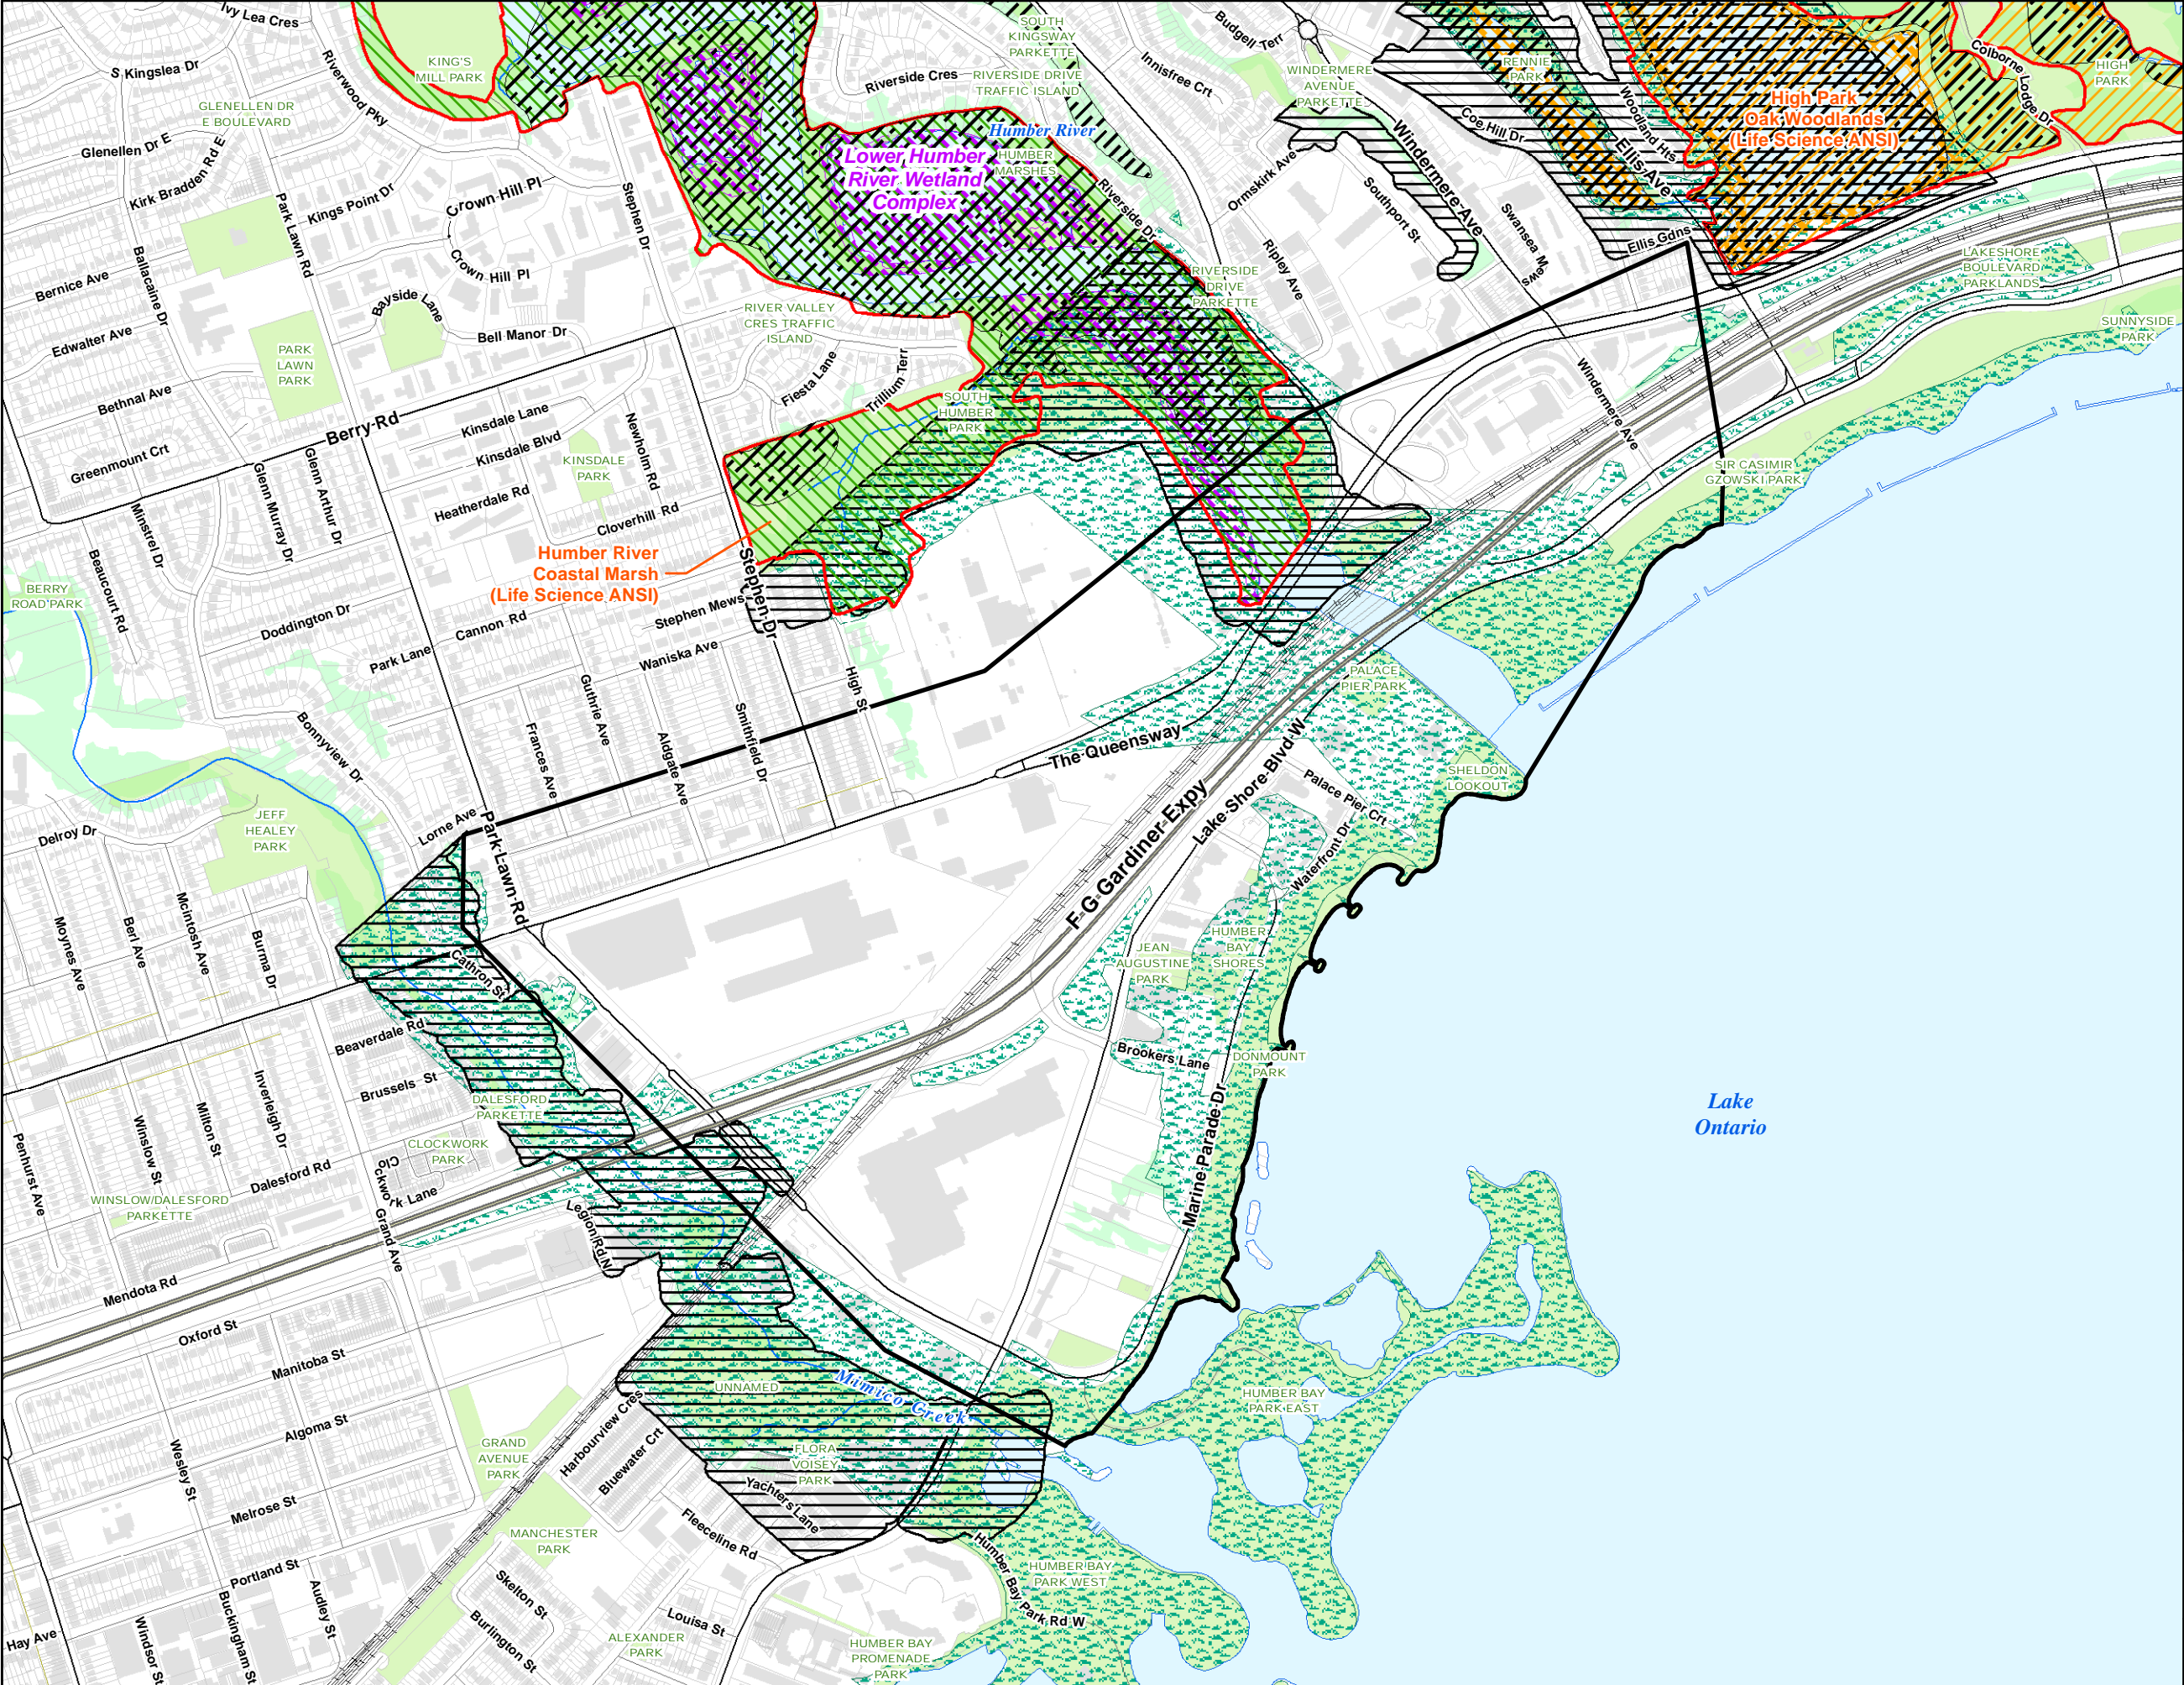 Ivy Lea Cres
S Kingslea Dr
Riverwood Pky
KING'S
MILL PARK
GLENELLEN DR
E BOULEVARD
Glenellen Dr E
Kirk Bradden Rd E
Kings Point Dr
Crown Hill Pl
Crown Hill Pl
Stephen Dr
Park Lawn Rd
Ballacaine Dr
Bernice Ave
Edwalter Ave
Bethnal Ave
Greenmount Crt
Bayside Lane
Bell Manor Dr
PARK
LAWN
PARK
Berry Rd
Kinsdale Lane
Kinsdale Blvd
KINSDALE
PARK
Newholm Rd
Heatherdale Rd
Cloverhill Rd
Glenn Murray Dr
Glenn Arthur Dr
Minstrel Dr
Beaucourt Rd
BERRY
ROAD PARK
Doddington Dr
Park Lane
Cannon Rd
Stephen Mews
Stephen Dr
Waniska Ave
Guthrie Ave
Frances Ave
Aldgate Ave
Smithfield Dr
High St
Bonnyview Dr
Lorne Ave
Park Lawn Rd
JEFF
HEALEY
PARK
Delroy Dr
Moynes Ave
Berl Ave
Mcintosh Ave
Burma Dr
Cathron St
Beaverdale Rd
Brussels St
Inverleigh Dr
Milton St
Winslow St
Penhurst Ave
DALESFORD
PARKETTE
CLOCKWORK
PARK
Clockwork Lane
Dalesford Rd
WINSLOW/DALESFORD
PARKETTE
Grand Ave
Legion Rd N
Mendota Rd
Oxford St
Manitoba St
Algoma St
Wesley St
Melrose St
Portland St
Audley St
Buckingham St
Windsor St
Hay Ave
GRAND
AVENUE
PARK
MANCHESTER
PARK
Harbourview Cres
Bluewater Crt
Fleeceline Rd
Yachters Lane
FLORA
VOISEY
PARK
UNNAMED
Mimico Creek
Skelton St
Burlington St
Louisa St
ALEXANDER
PARK
HUMBER BAY
PROMENADE
PARK
Humber Bay Park Rd W
HUMBER BAY
PARK WEST
HUMBER BAY
PARK EAST
Lake
Ontario
Marine Parade Dr
Brookers Lane
DONMOUNT
PARK
JEAN
AUGUSTINE
PARK
HUMBER
BAY
SHORES
Waterfront Dr
Palace Pier Crt
SHELDON
LOOKOUT
PALACE
PIER PARK
Lake Shore Blvd W
F G Gardiner Expy
The Queensway
Humber River
Coastal Marsh
(Life Science ANSI)
SOUTH
HUMBER
PARK
Trillium Terr
Fiesta Lane
RIVER VALLEY
CRES TRAFFIC
ISLAND
Lower Humber
River Wetland
Complex
HUMBER
MARSHES
Humber River
Riverside Cres
RIVERSIDE DRIVE
TRAFFIC ISLAND
SOUTH
KINGSWAY
PARKETTE
Innisfree Crt
Budgell Terr
WINDERMERE
AVENUE
PARKETTE
Riverside Dr
RIVERSIDE
DRIVE
PARKETTE
Ormskirk Ave
Ripley Ave
Southport St
Windermere Ave
Coe Hill Dr
Swansea Mews
RENNIE
PARK
Woodland Hts
Ellis Ave
Ellis Gdns
High Park
Oak Woodlands
(Life Science ANSI)
Colborne Lodge Dr
HIGH
PARK
LAKESHORE
BOULEVARD
PARKLANDS
SUNNYSIDE
PARK
Windermere Ave
SIR CASIMIR
GZOWSKI PARK